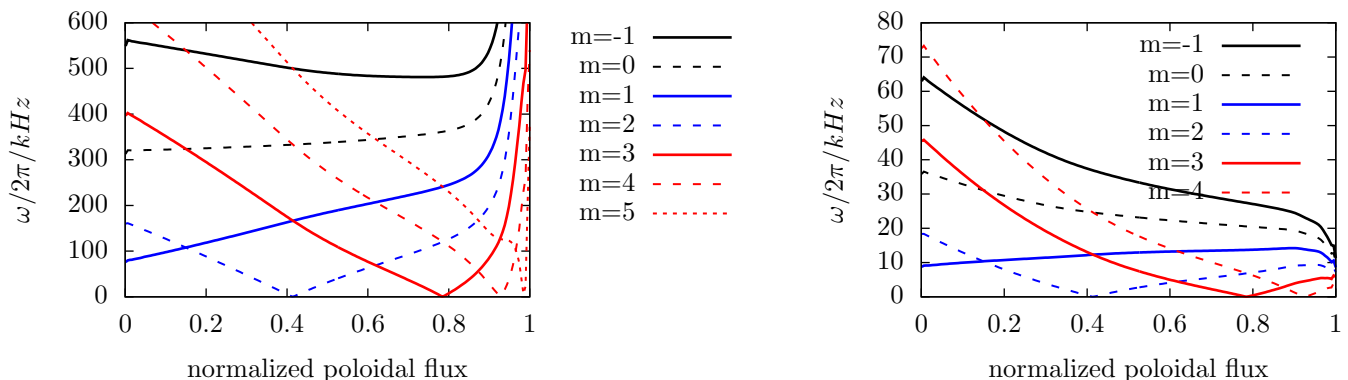 ω/2π/kHz
600
500
400
300
200
100
0
0 0.2 0.4 0.6 0.8 1
normalized poloidal flux
m=-1
m=0
m=1
m=2
m=3
m=4
m=5
ω/2π/kHz
80
70
60
50
40
30
20
10
0
0 0.2 0.4 0.6 0.8 1
normalized poloidal flux
m=-1
m=0
m=1
m=2
m=3
m=4